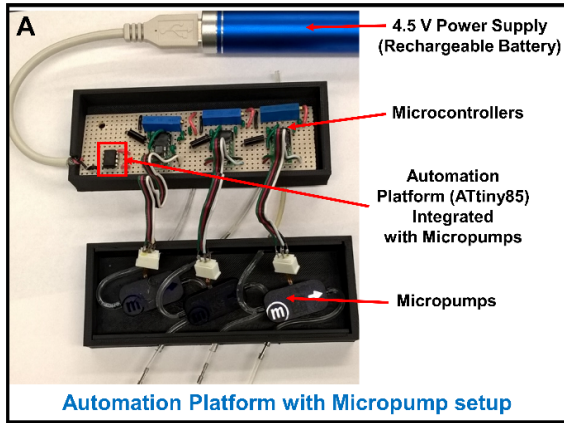 A
4.5 V Power Supply
(Rechargeable Battery)
Microcontrollers
Automation
Platform (ATtiny85)
Integrated
with Micropumps
Micropumps
m
m
Automation Platform with Micropump setup